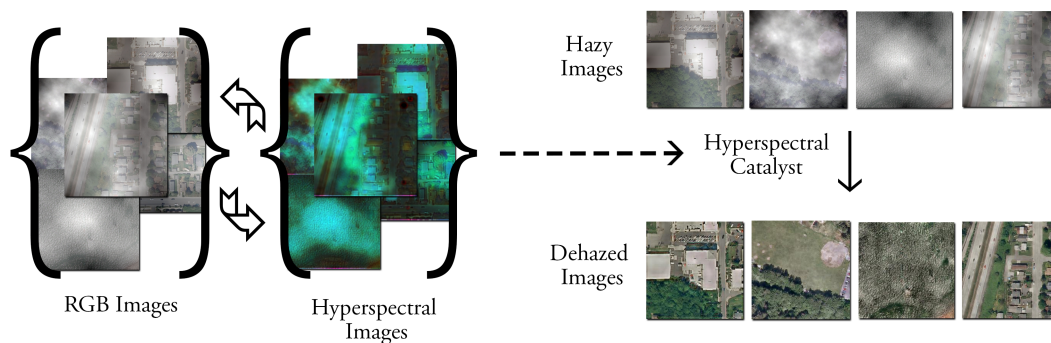 RGB Images
Hyperspectral
Images
Hazy
Images
Hyperspectral
Catalyst
Dehazed
Images